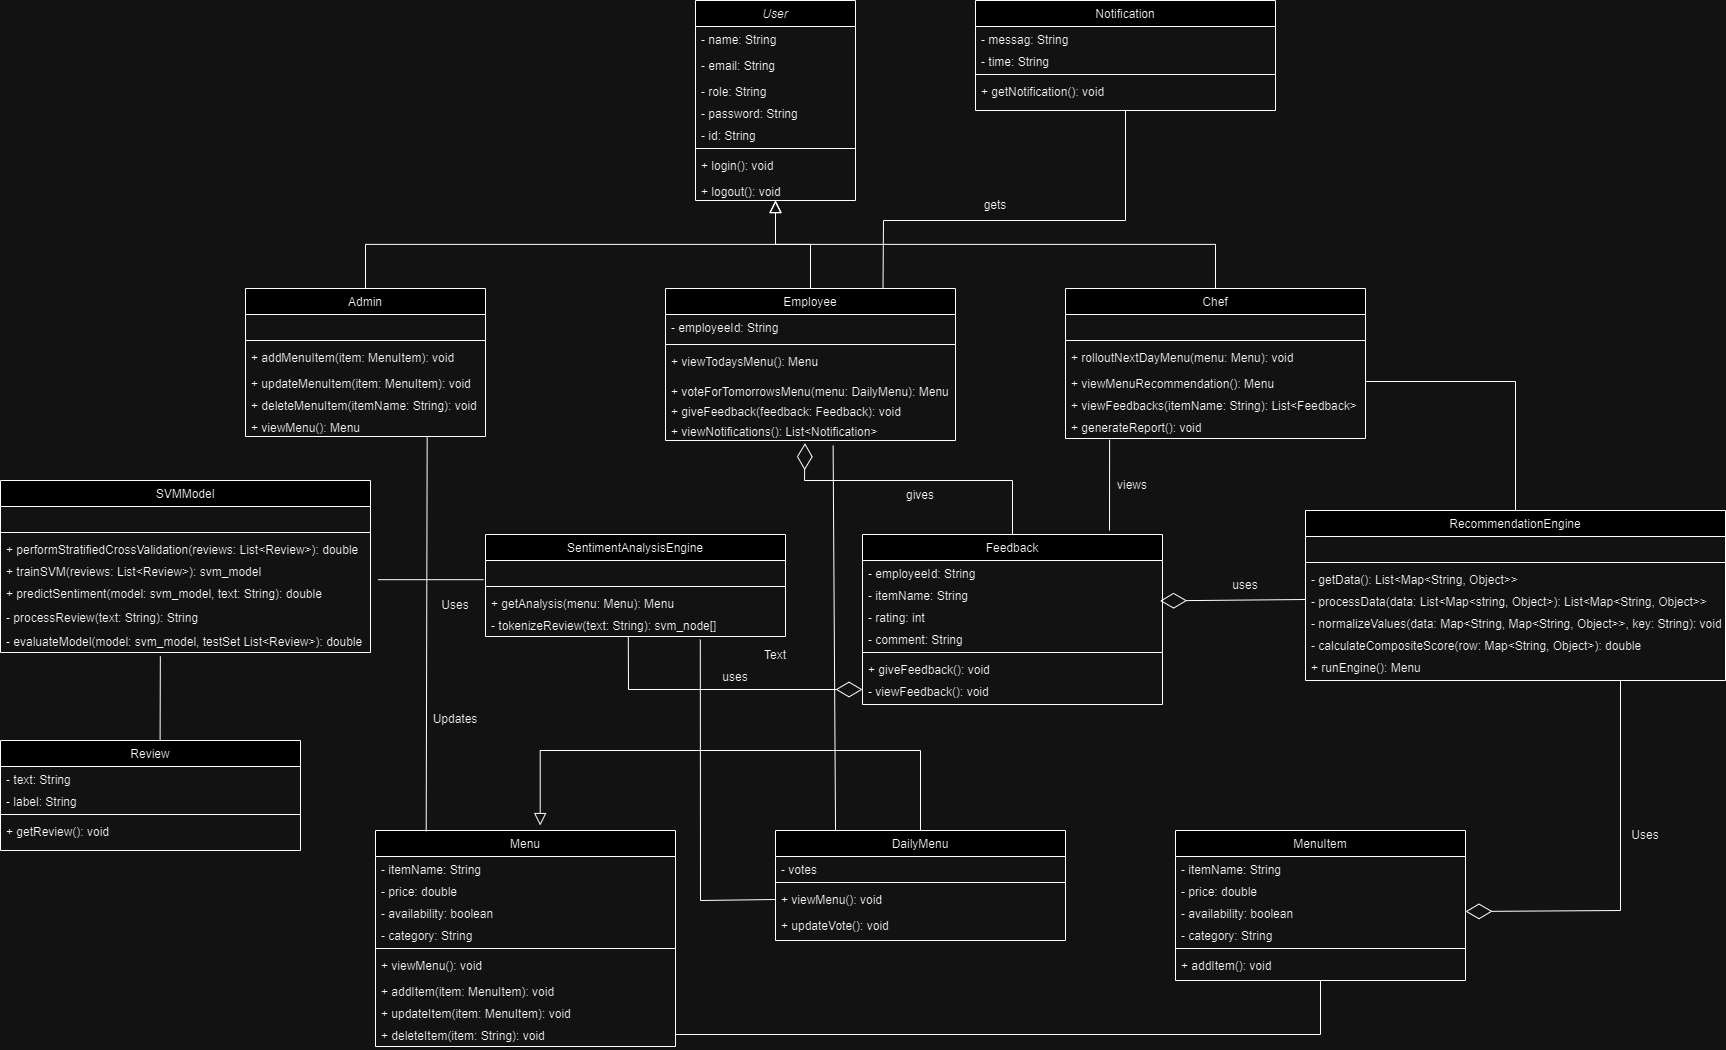 User
- name: String
- email: String
- role: String
- password: String
- id: String
+ login(): void
+ logout(): void
Notification
- messag: String
- time: String
+ getNotification(): void
gets
Admin
+ addMenuItem(item: MenuItem): void
+ updateMenuItem(item: MenuItem): void
+ deleteMenuItem(itemName: String): void
+ viewMenu(): Menu
Employee
- employeeId: String
+ viewTodaysMenu(): Menu
+ voteForTomorrowsMenu(menu: DailyMenu): Menu
+ giveFeedback(feedback: Feedback): void
+ viewNotifications(): List<Notification>
Chef
+ rolloutNextDayMenu(menu: Menu): void
+ viewMenuRecommendation(): Menu
+ viewFeedbacks(itemName: String): List<Feedback>
+ generateReport(): void
gives
views
SVMModel
+ performStratifiedCrossValidation(reviews: List<Review>): double
+ trainSVM(reviews: List<Review>): svm_model
+ predictSentiment(model: svm_model, text: String): double
- processReview(text: String): String
- evaluateModel(model: svm_model, testSet List<Review>): double
Uses
SentimentAnalysisEngine
+ getAnalysis(menu: Menu): Menu
- tokenizeReview(text: String): svm_node[]
Text
uses
Feedback
- employeeId: String
- itemName: String
- rating: int
- comment: String
+ giveFeedback(): void
- viewFeedback(): void
uses
RecommendationEngine
- getData(): List<Map<String, Object>>
- processData(data: List<Map<string, Object>): List<Map<String, Object>>
- normalizeValues(data: Map<String, Map<String, Object>>, key: String): void
- calculateCompositeScore(row: Map<String, Object>): double
+ runEngine(): Menu
Updates
Review
- text: String
- label: String
+ getReview(): void
Menu
- itemName: String
- price: double
- availability: boolean
- category: String
+ viewMenu(): void
+ addItem(item: MenuItem): void
+ updateItem(item: MenuItem): void
+ deleteItem(item: String): void
DailyMenu
- votes
+ viewMenu(): void
+ updateVote(): void
MenuItem
- itemName: String
- price: double
- availability: boolean
- category: String
+ addItem(): void
Uses